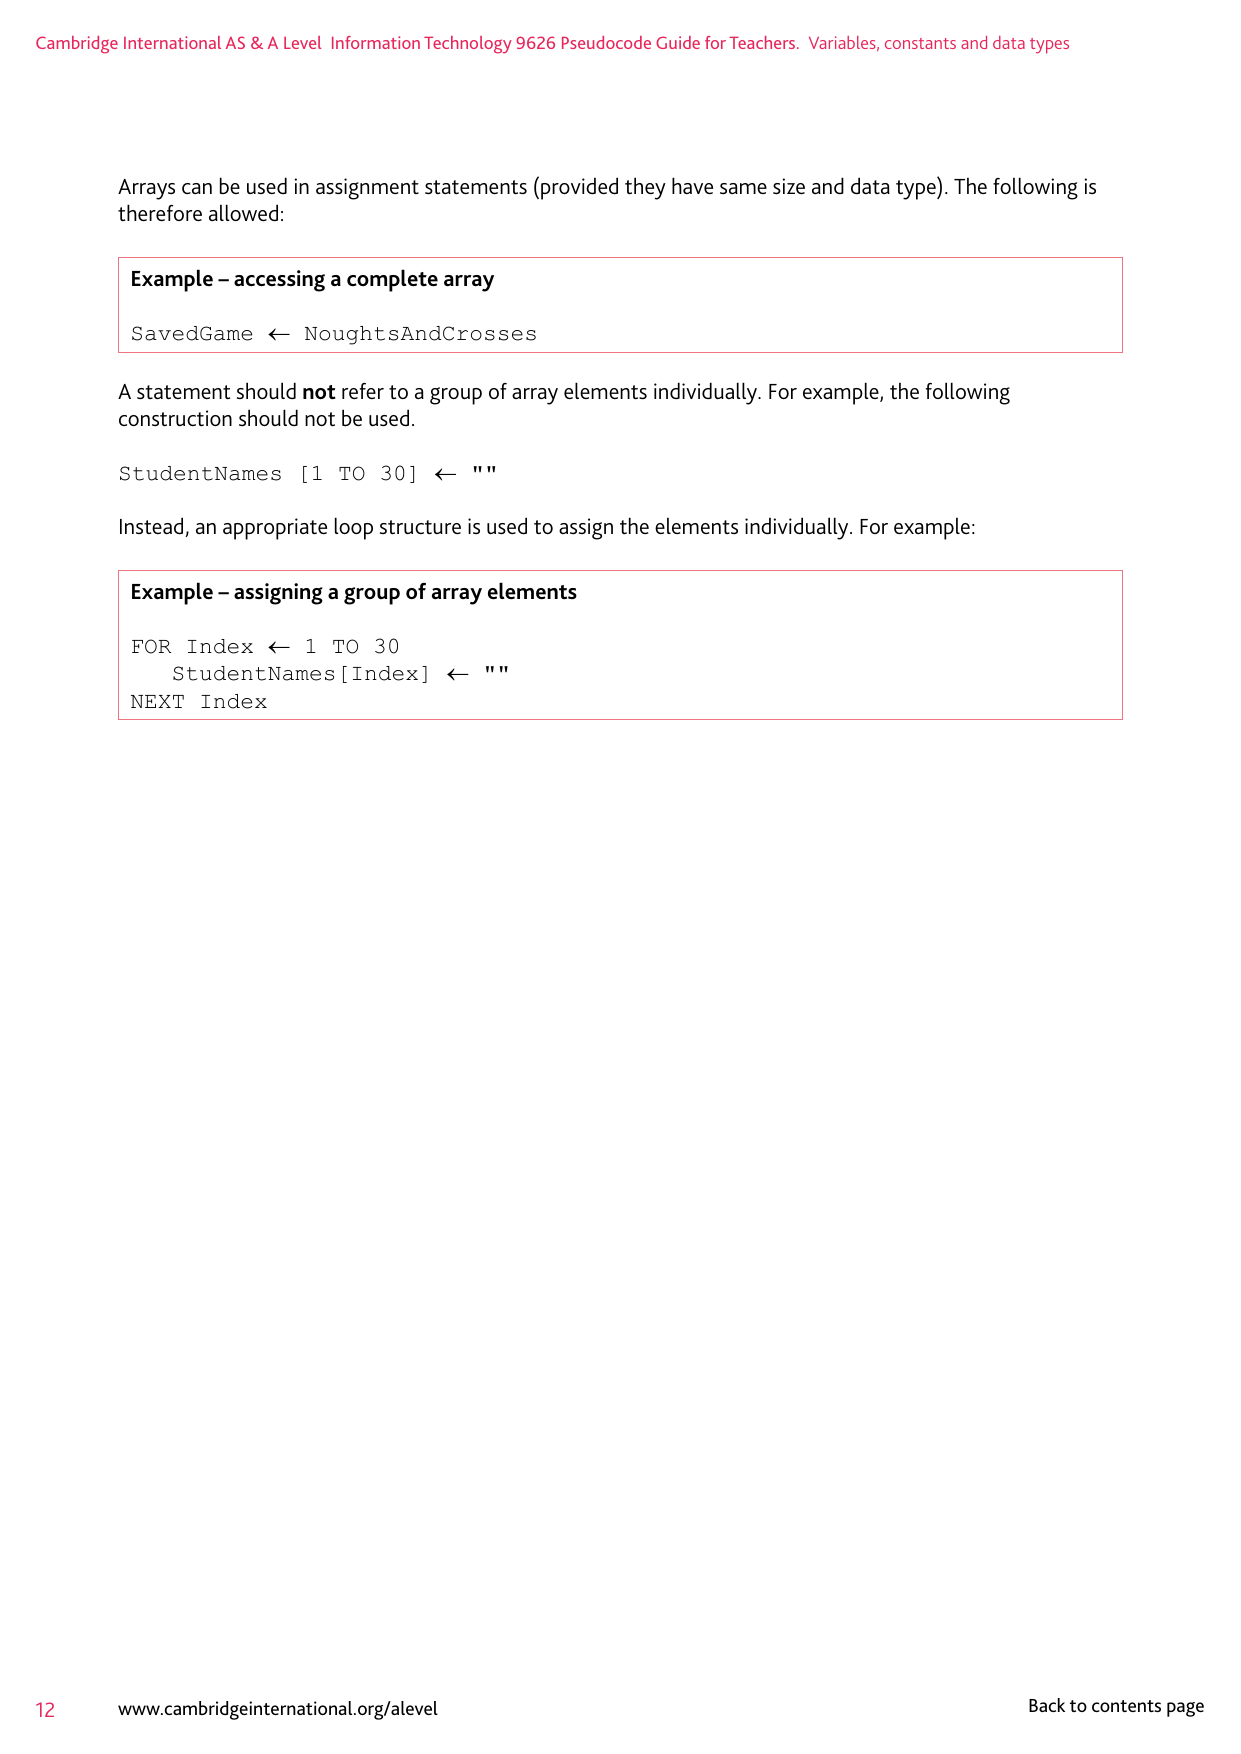 Cambridge International AS & A Level  Information Technology 9626 Pseudocode Guide for Teachers.  Variables, constants and data types
Arrays can be used in assignment statements (provided they have same size and data type). The following is
therefore allowed:
Example – accessing a complete array
SavedGame ← NoughtsAndCrosses
A statement should not refer to a group of array elements individually. For example, the following
construction should not be used.
StudentNames [1 TO 30] ← ""
Instead, an appropriate loop structure is used to assign the elements individually. For example:
Example – assigning a group of array elements
FOR Index ← 1 TO 30
   StudentNames[Index] ← ""
NEXT Index
12 www.cambridgeinternational.org/alevel Back to contents page